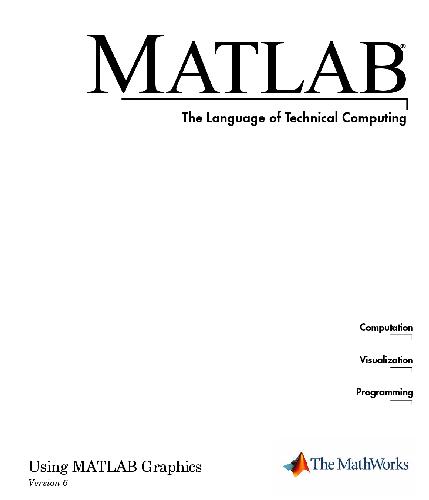 MATLAB®
The Language of Technical Computing
Computation
Visualization
Programming
Using MATLAB Graphics
Version 6
The MathWorks